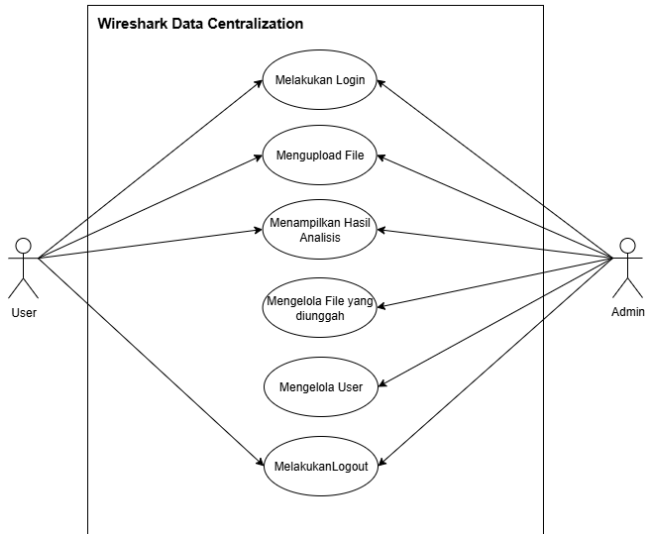 Wireshark Data Centralization
Melakukan Login
Mengupload File
Menampilkan Hasil
Analisis
Mengelola File yang
diunggah
User
Admin
Mengelola User
MelakukanLogout